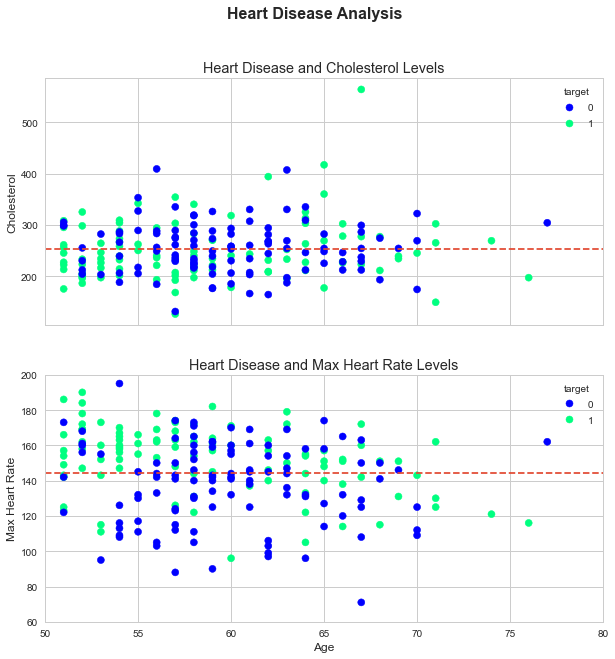 Heart Disease Analysis
Heart Disease and Cholesterol Levels
target
0
1
500
400
300
200
Cholesterol
Heart Disease and Max Heart Rate Levels
target
0
1
200
180
160
140
120
100
80
60
Max Heart Rate
50 55 60 65 70 75 80
Age